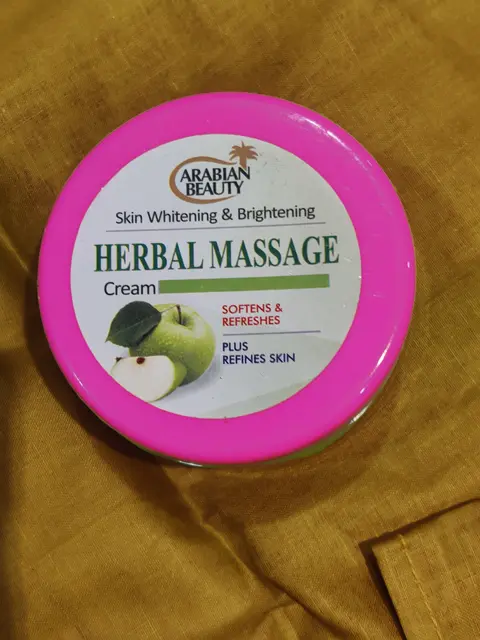 ARABIAN
BEAUTY
Skin Whitening & Brightening
HERBAL MASSAGE
Cream
SOFTENS &
REFRESHES
PLUS
REFINES SKIN